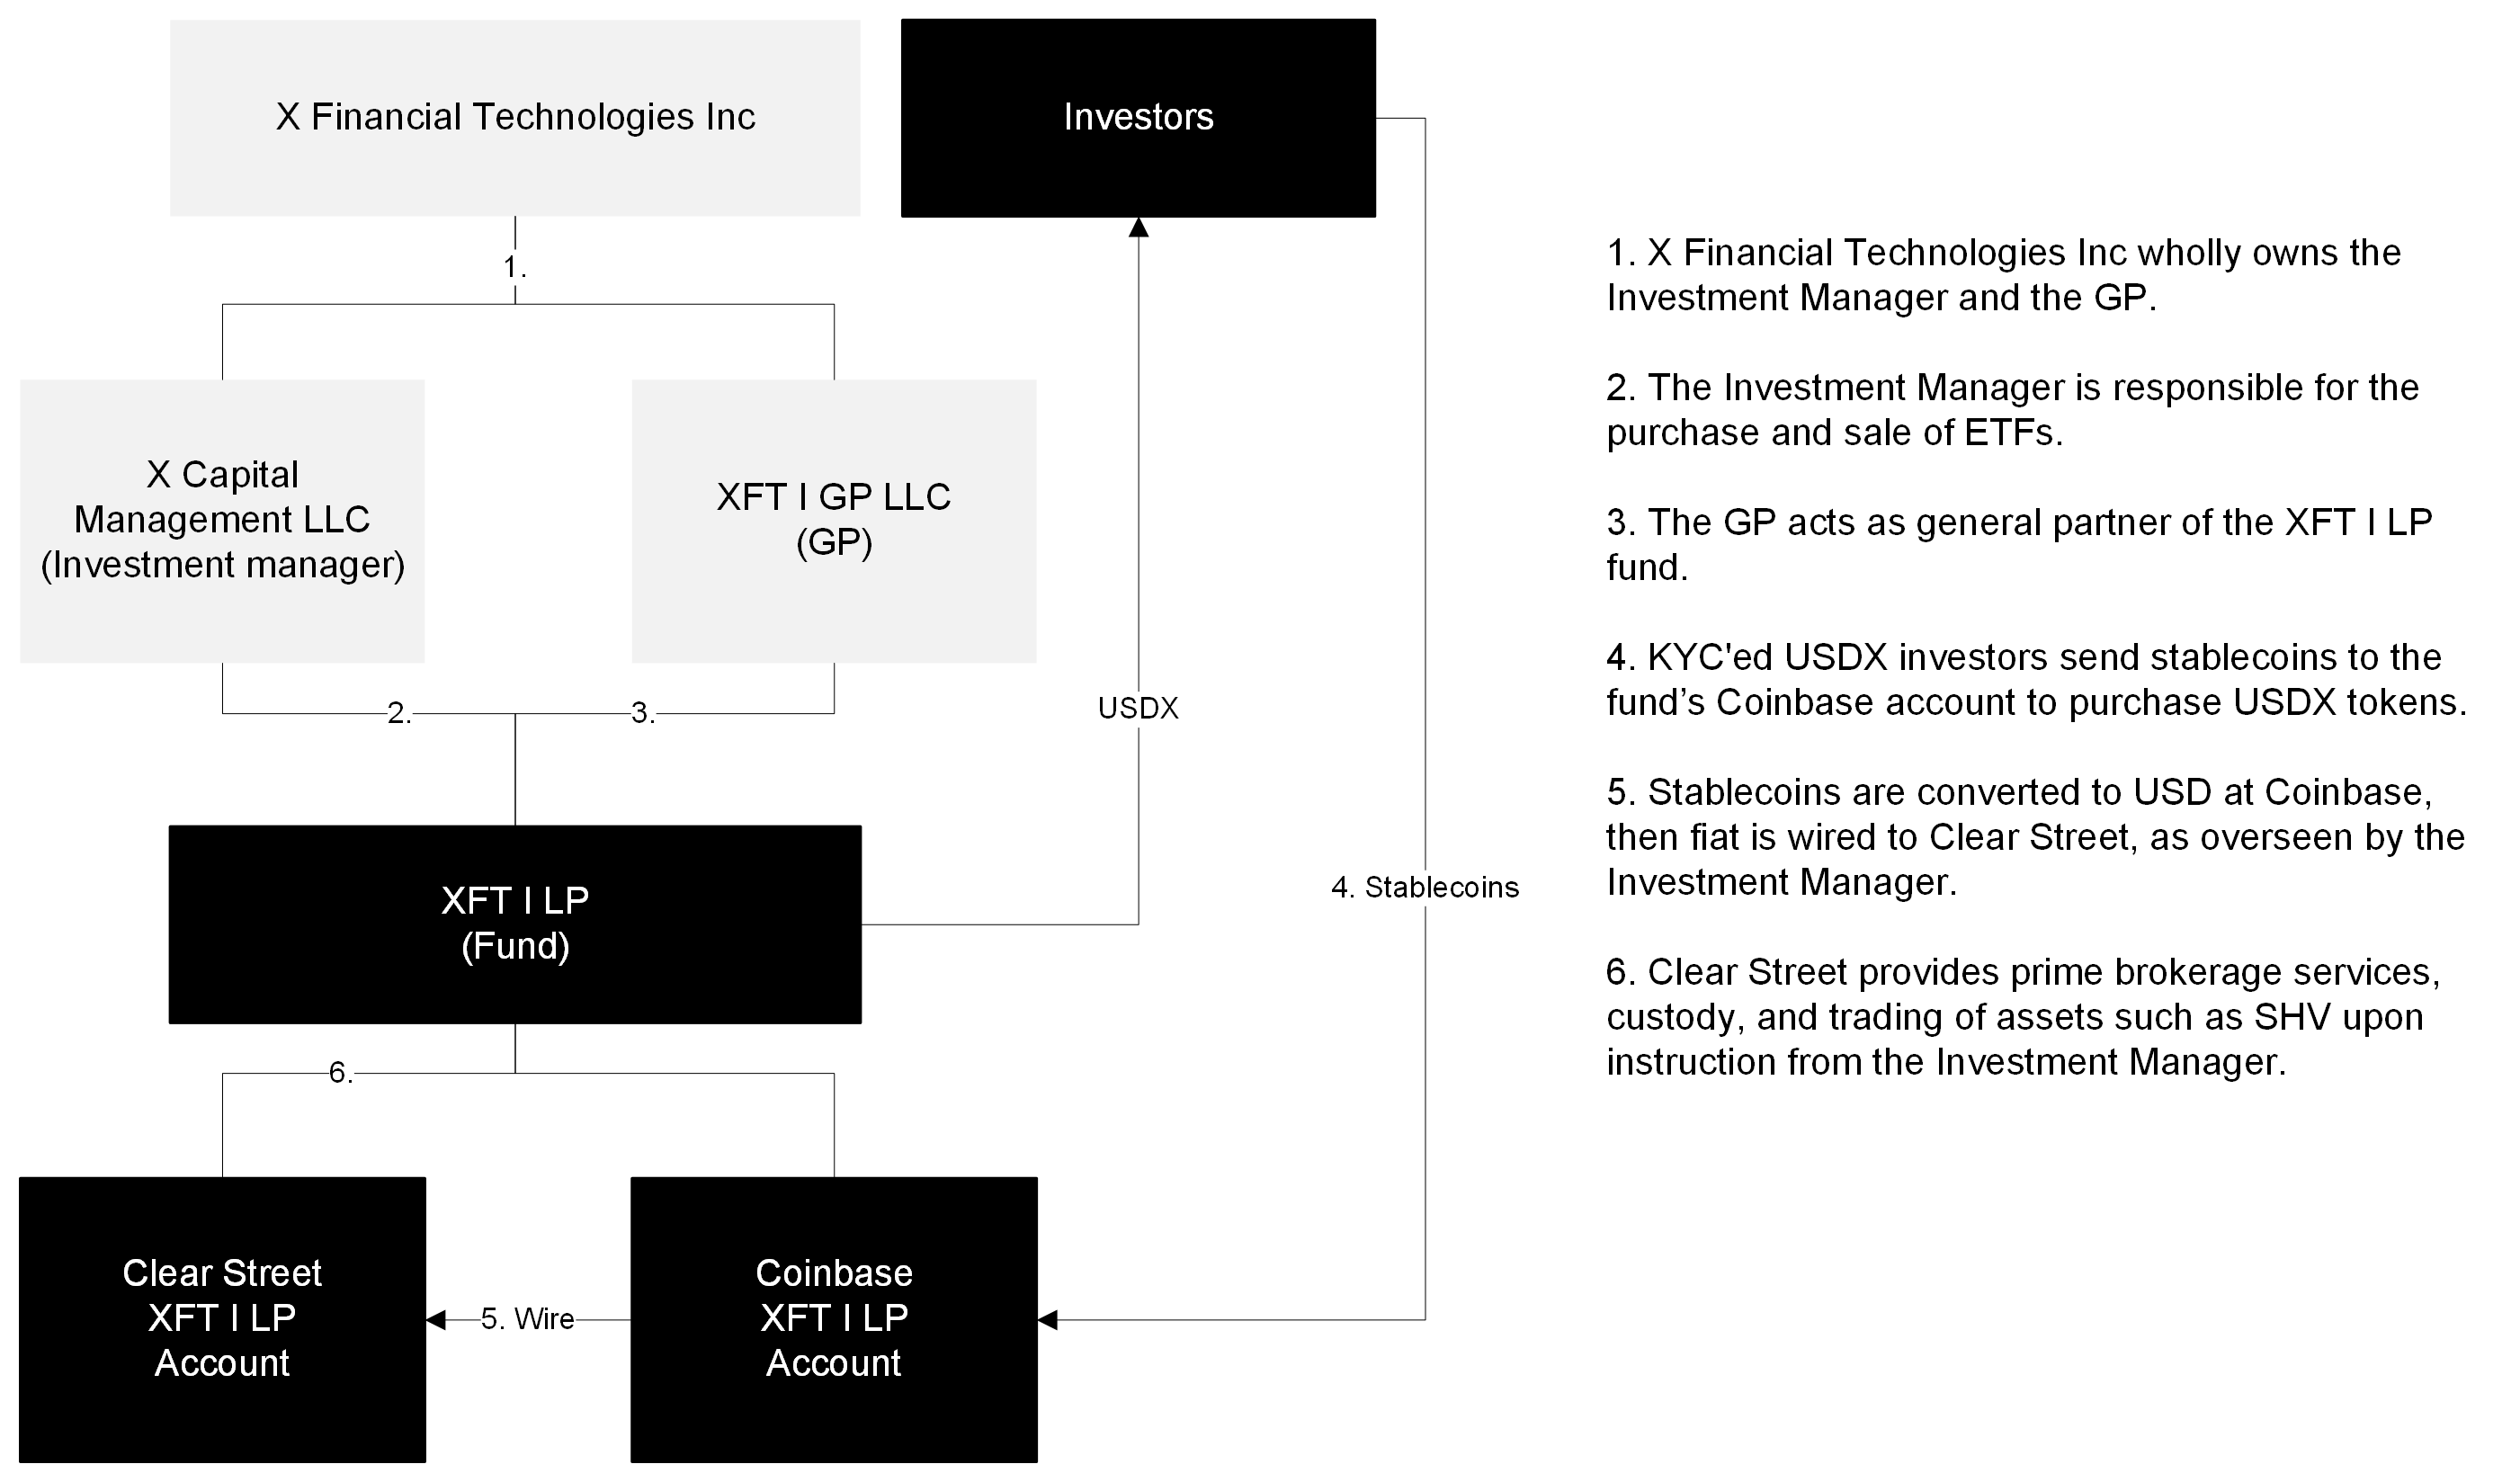 X Financial Technologies Inc
Investors
1.
X Capital
Management LLC
(Investment manager)
XFT I GP LLC
(GP)
2.
3.
USDX
XFT I LP
(Fund)
4. Stablecoins
6.
Clear Street
XFT I LP
Account
5. Wire
Coinbase
XFT I LP
Account
1. X Financial Technologies Inc wholly owns the
Investment Manager and the GP.
2. The Investment Manager is responsible for the
purchase and sale of ETFs.
3. The GP acts as general partner of the XFT I LP
fund.
4. KYC'ed USDX investors send stablecoins to the
fund’s Coinbase account to purchase USDX tokens.
5. Stablecoins are converted to USD at Coinbase,
then fiat is wired to Clear Street, as overseen by the
Investment Manager.
6. Clear Street provides prime brokerage services,
custody, and trading of assets such as SHV upon
instruction from the Investment Manager.